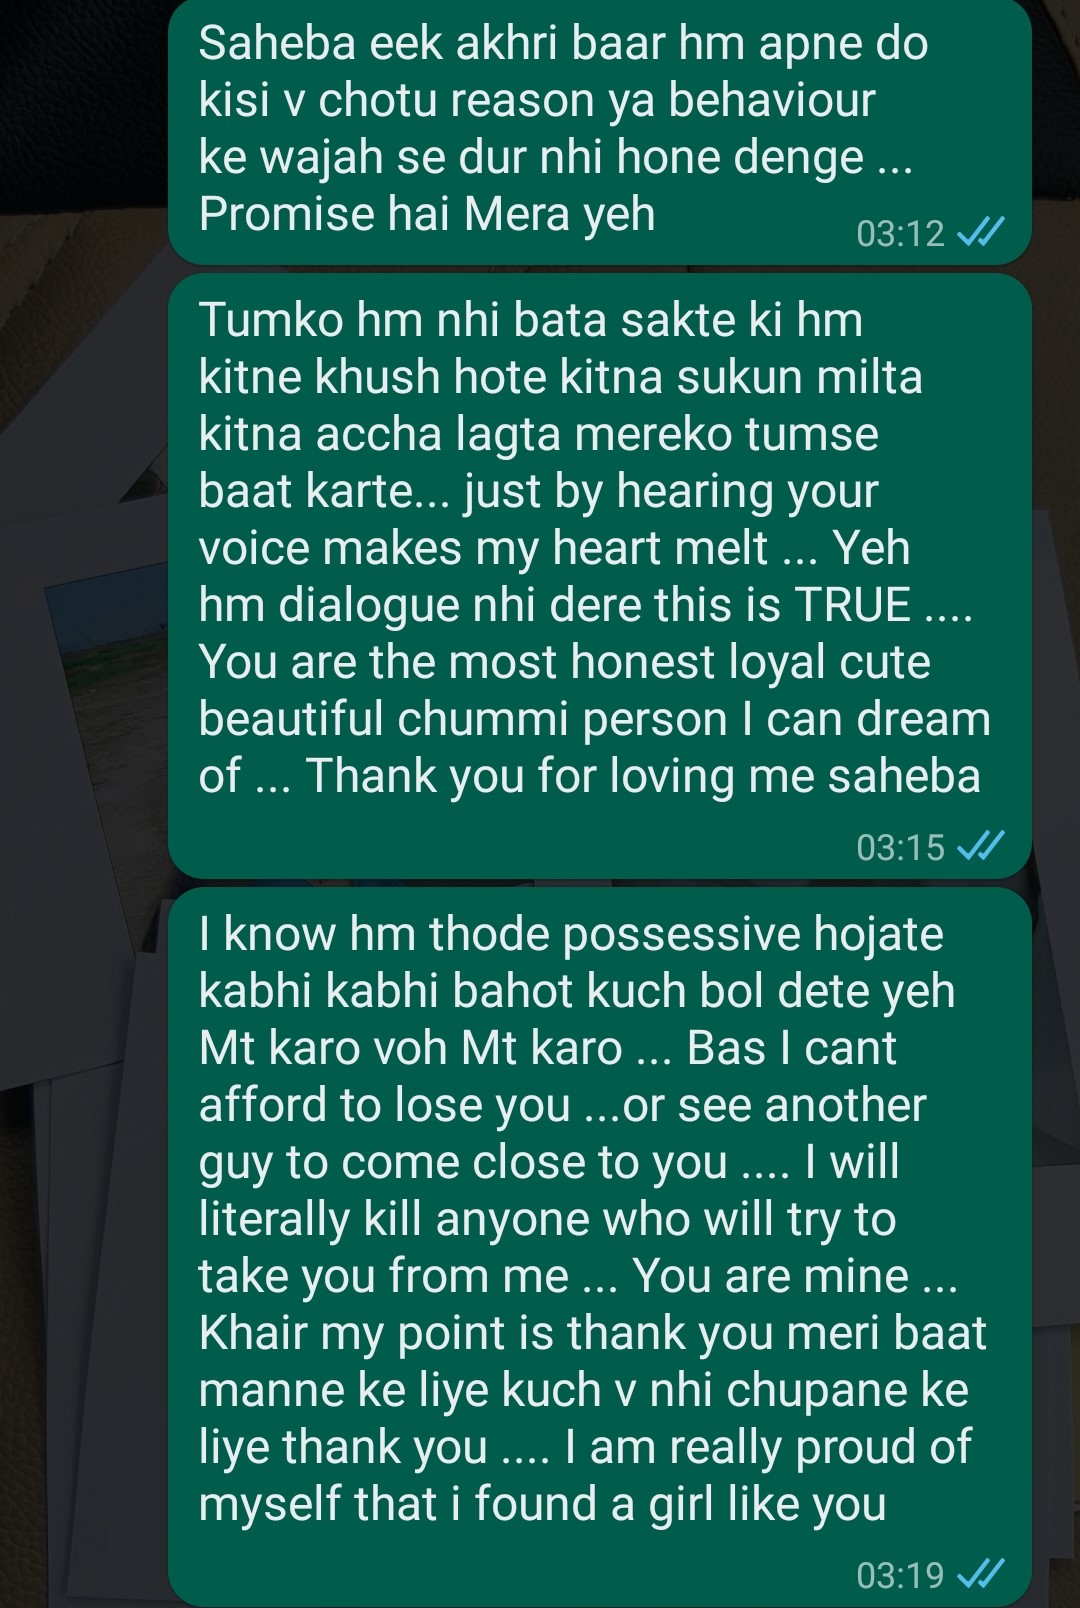 Saheba eek akhri baar hm apne do
kisi v chotu reason ya behaviour
ke wajah se dur nhi hone denge ...
Promise hai Mera yeh
03:12
Tumko hm nhi bata sakte ki hm
kitne khush hote kitna sukun milta
kitna accha lagta mereko tumse
baat karte... just by hearing your
voice makes my heart melt ... Yeh
hm dialogue nhi dere this is TRUE ....
You are the most honest loyal cute
beautiful chummi person I can dream
of ... Thank you for loving me saheba
03:15
I know hm thode possessive hojate
kabhi kabhi bahot kuch bol dete yeh
Mt karo voh Mt karo ... Bas I cant
afford to lose you ...or see another
guy to come close to you .... I will
literally kill anyone who will try to
take you from me ... You are mine ...
Khair my point is thank you meri baat
manne ke liye kuch v nhi chupane ke
liye thank you .... I am really proud of
myself that i found a girl like you
03:19